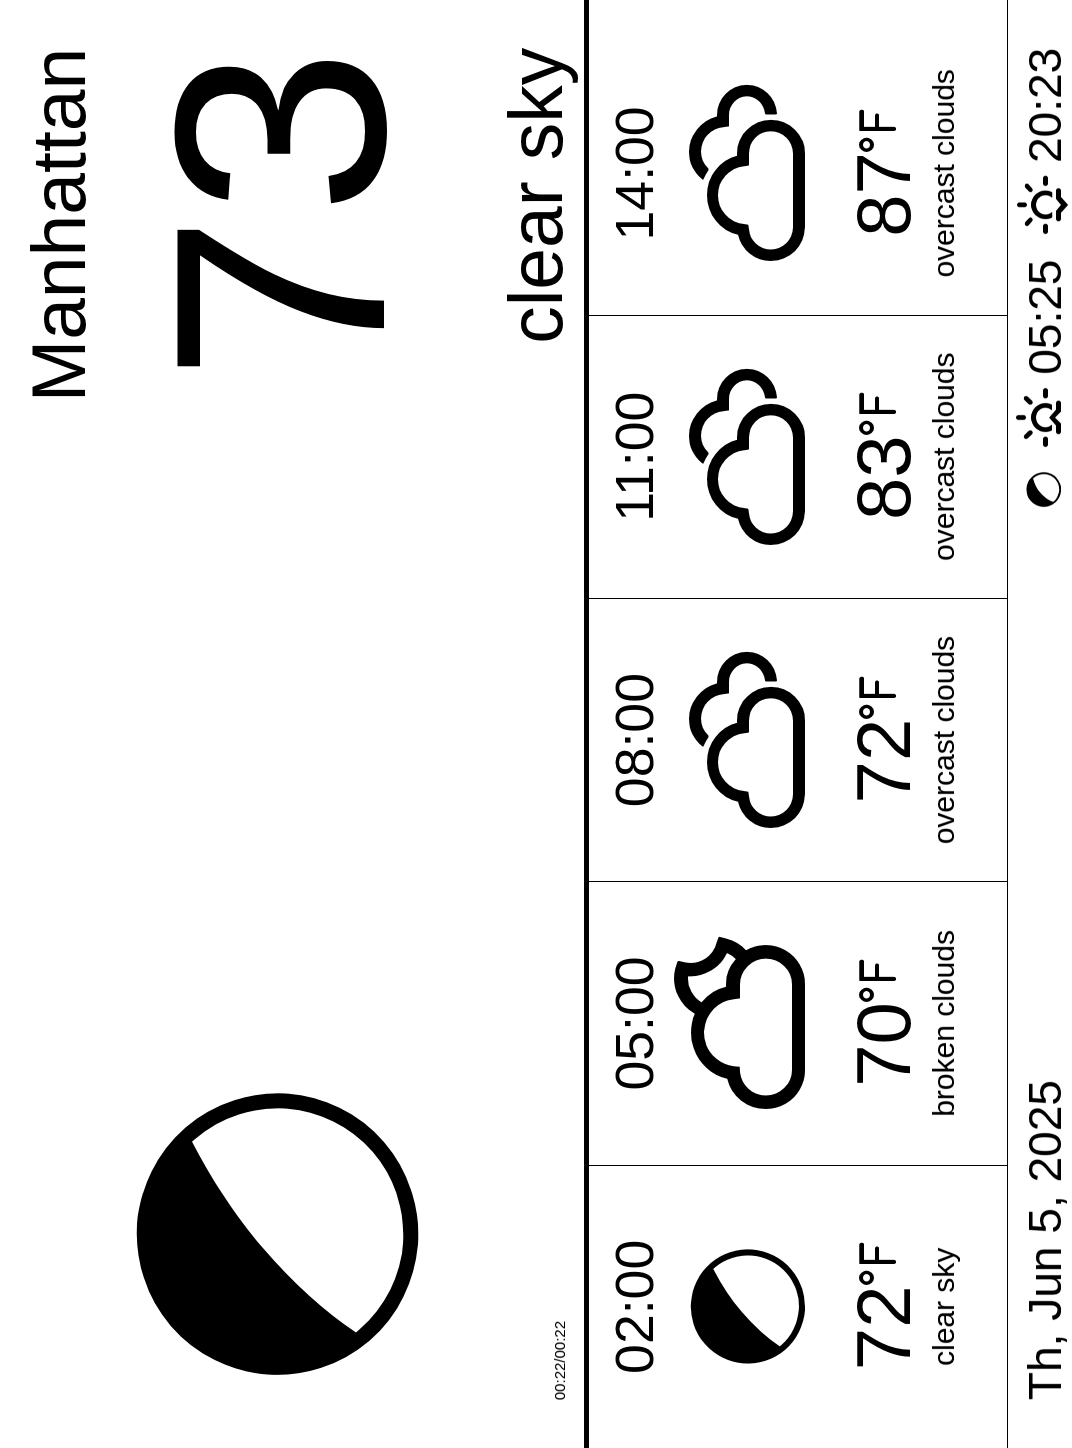 Manhattan
73
clear sky
00:22/00:22
02:00
72°F
clear sky
05:00
70°F
broken clouds
08:00
72°F
overcast clouds
11:00
83°F
overcast clouds
14:00
87°F
overcast clouds
Th, Jun 5, 2025
05:25 20:23